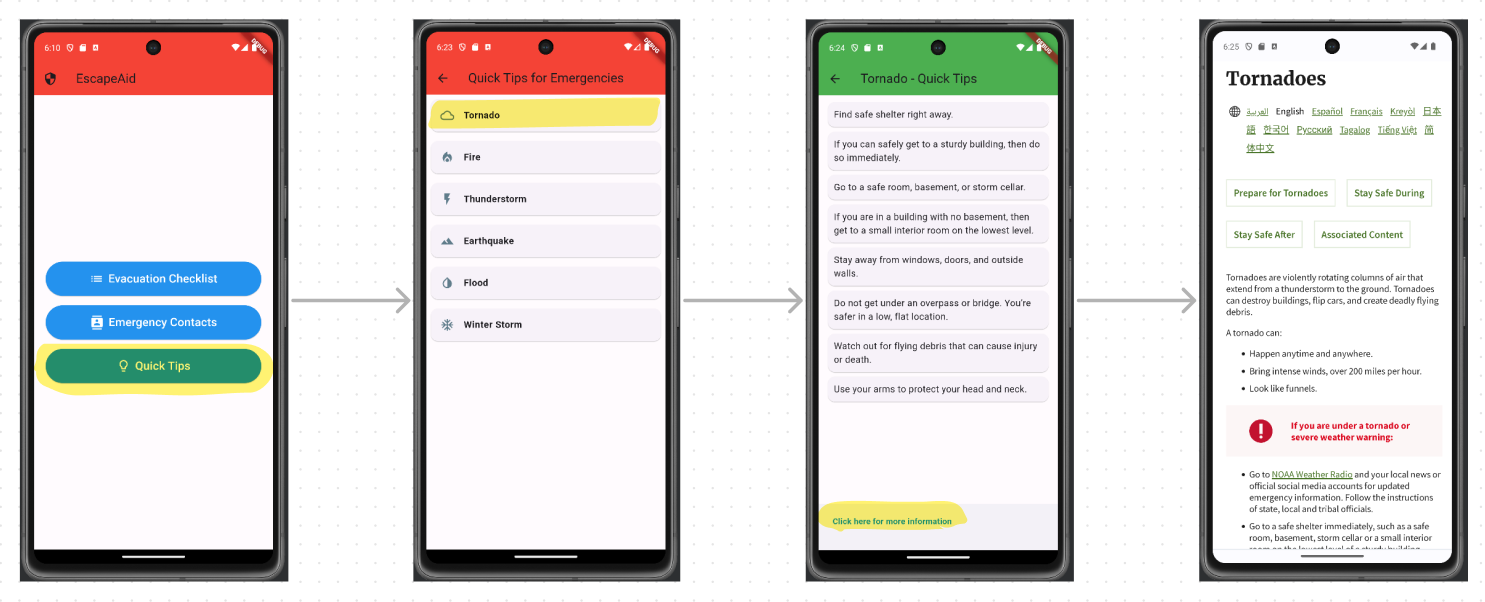 6:10
DEBUG
EscapeAid
Evacuation Checklist
Emergency Contacts
Quick Tips
6:23
DEBUG
Quick Tips for Emergencies
Tornado
Fire
Thunderstorm
Earthquake
Flood
Winter Storm
6:24
DEBUG
Tornado - Quick Tips
Find safe shelter right away.
If you can safely get to a sturdy building, then do
so immediately.
Go to a safe room, basement, or storm cellar.
If you are in a building with no basement, then
get to a small interior room on the lowest level.
Stay away from windows, doors, and outside
walls.
Do not get under an overpass or bridge. You're
safer in a low, flat location.
Watch out for flying debris that can cause injury
or death.
Use your arms to protect your head and neck.
Click here for more information
6:25
Tornadoes
العربية English Español Français Kreyòl 日本
語 한국어 Русский Tagalog Tiếng Việt 简
体中文
Prepare for Tornadoes Stay Safe During
Stay Safe After Associated Content
Tornadoes are violently rotating columns of air that
extend from a thunderstorm to the ground. Tornadoes
can destroy buildings, flip cars, and create deadly flying
debris.
A tornado can:
• Happen anytime and anywhere.
• Bring intense winds, over 200 miles per hour.
• Look like funnels.
If you are under a tornado or
severe weather warning:
• Go to NOAA Weather Radio and your local news or
official social media accounts for updated
emergency information. Follow the instructions
of state, local and tribal officials.
• Go to a safe shelter immediately, such as a safe
room, basement, storm cellar or a small interior
room on the lowest level of a sturdy building